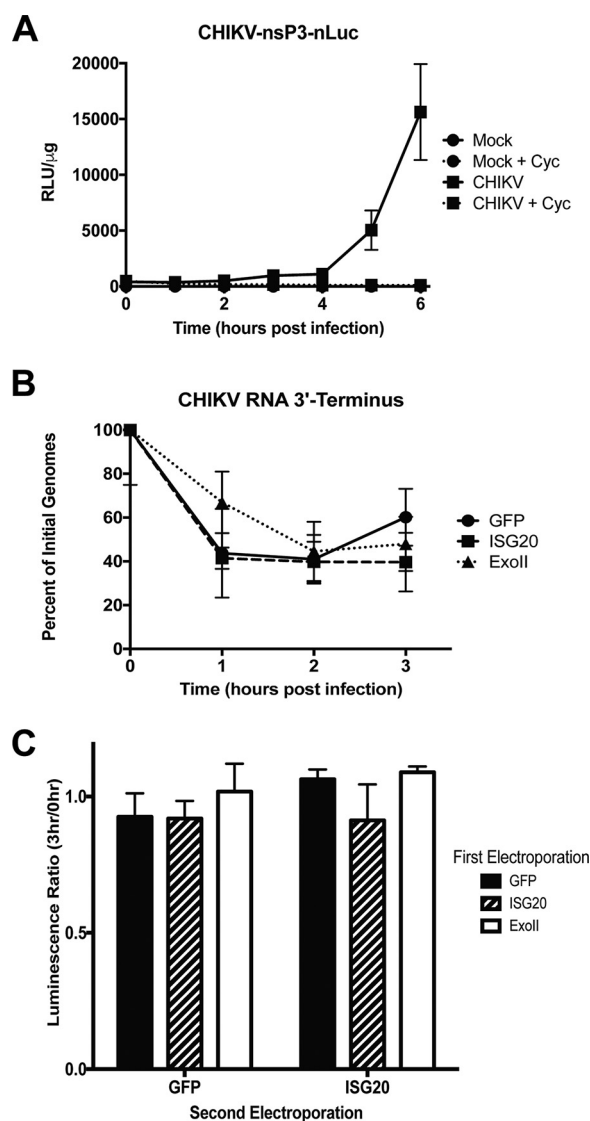 A
CHIKV-nsP3-nLuc
20000
15000
10000
5000
0
RLU/µg
0 2 4 6
Time (hours post infection)
Mock
Mock + Cyc
CHIKV
CHIKV + Cyc
B
CHIKV RNA 3'-Terminus
100
80
60
40
20
0
Percent of Initial Genomes
0 1 2 3
Time (hours post infection)
GFP
ISG20
ExoII
C
1.0
0.5
0.0
Luminescence Ratio (3hr/0hr)
GFP ISG20
Second Electroporation
First Electroporation
GFP
ISG20
ExoII